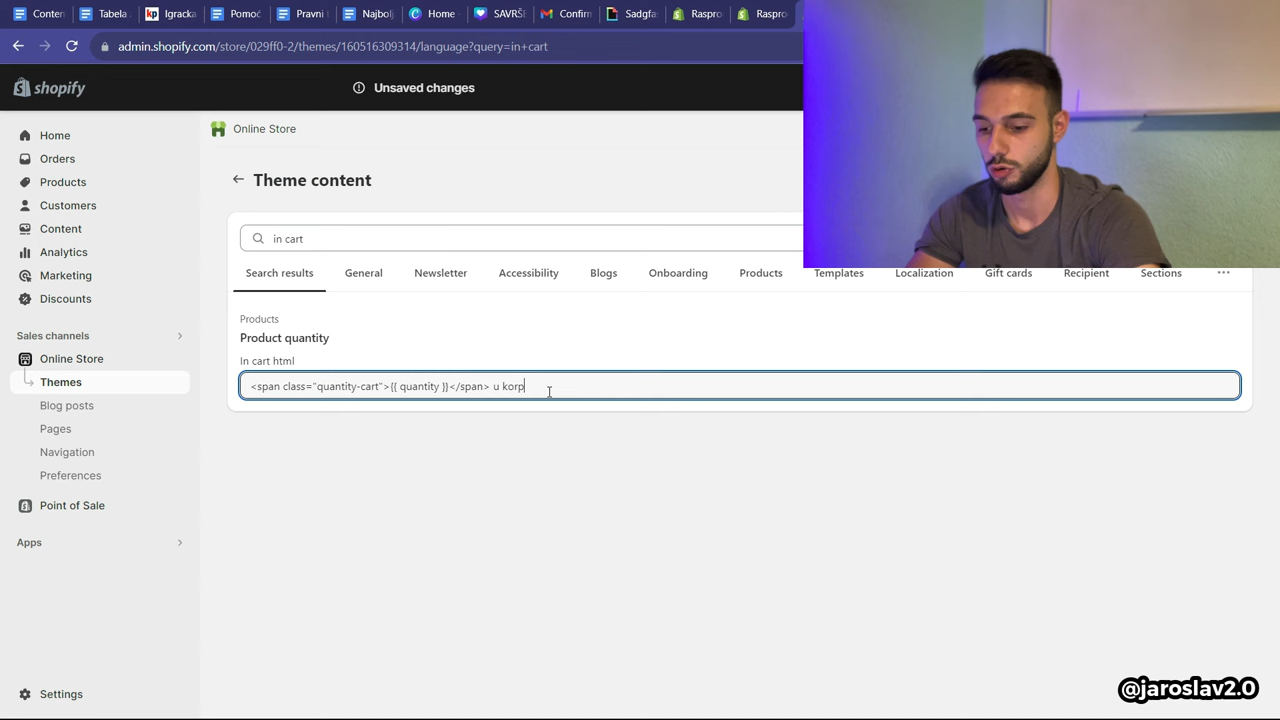 Conten
Tabela
kp Igracka
Pomoć
Pravni
Najbol
Home
SAVRŠE
Confirm
Sadgfa
Raspro
Raspro
admin.shopify.com/store/029ff0-2/themes/160516309314/language?query=in+cart
shopify
Unsaved changes
Home
Orders
Products
Customers
Content
Analytics
Marketing
Discounts
Sales channels
Online Store
Themes
Blog posts
Pages
Navigation
Preferences
Point of Sale
Apps
Settings
Online Store
Theme content
in cart
Search results General Newsletter Accessibility Blogs Onboarding Products Templates Localization Gift cards Recipient Sections
Products
Product quantity
In cart html
<span class="quantity-cart">{{ quantity }}</span> u korp
@jaroslav2.0